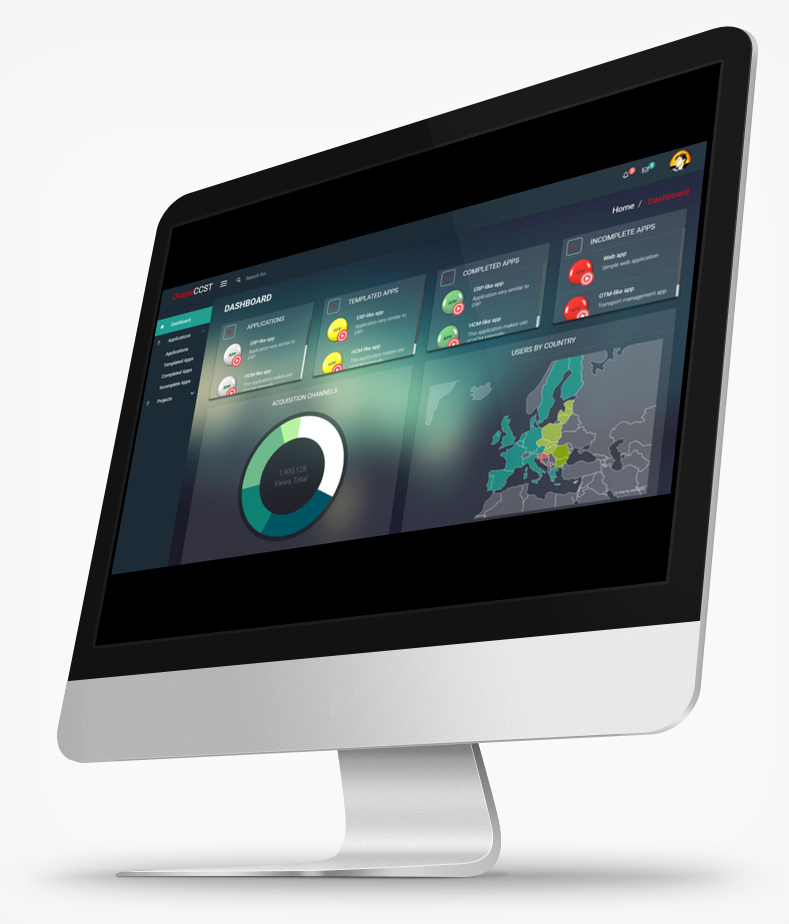 OracleCCST
Search for...
Home / Dashboard
Dashboard
Applications
Applications
Templated Apps
Completed Apps
Incomplete Apps
Projects
DASHBOARD
APPLICATIONS
ERP-like app
Application very similar to
ERP
HCM-like app
This application makes use
TEMPLATED APPS
ERP-like app
Application very similar to
ERP
HCM-like app
This application makes use
COMPLETED APPS
ERP-like app
Application very similar to
ERP
HCM-like app
This application makes use
INCOMPLETE APPS
Web app
Simple web application
OTM-like app
Transport management app
ACQUISITION CHANNELS
1,900,128
Views Total
USERS BY COUNTRY